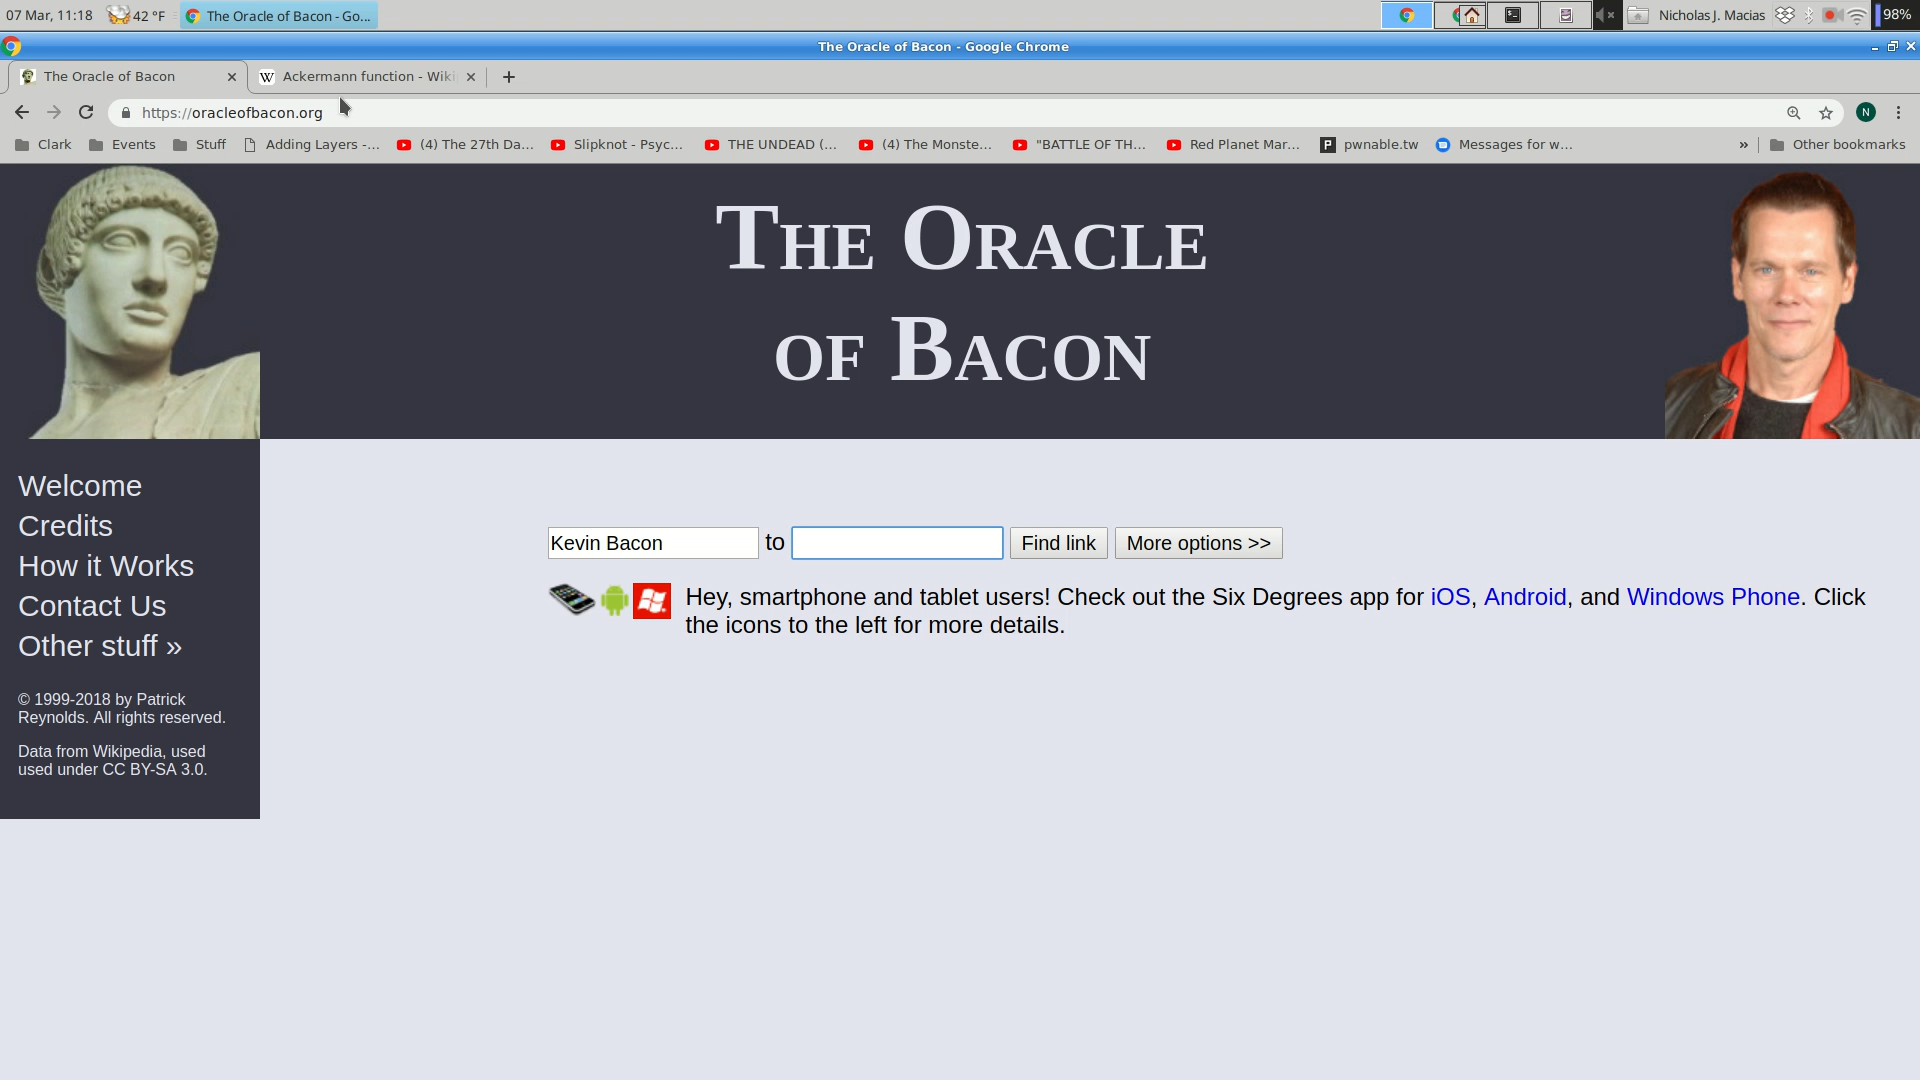 07 Mar, 11:18 42 °F The Oracle of Bacon - Go... Nicholas J. Macias 98%
The Oracle of Bacon - Google Chrome
The Oracle of Bacon Ackermann function - Wiki
https://oracleofbacon.org N
Clark Events Stuff Adding Layers -... (4) The 27th Da... Slipknot - Psyc... THE UNDEAD (... (4) The Monste... "BATTLE OF TH... Red Planet Mar... P pwnable.tw Messages for w... » Other bookmarks
THE ORACLE
OF BACON
Welcome
Credits
How it Works
Contact Us
Other stuff »
© 1999-2018 by Patrick
Reynolds. All rights reserved.
Data from Wikipedia, used
used under CC BY-SA 3.0.
Kevin Bacon to Find link More options >>
Hey, smartphone and tablet users! Check out the Six Degrees app for iOS, Android, and Windows Phone. Click
the icons to the left for more details.